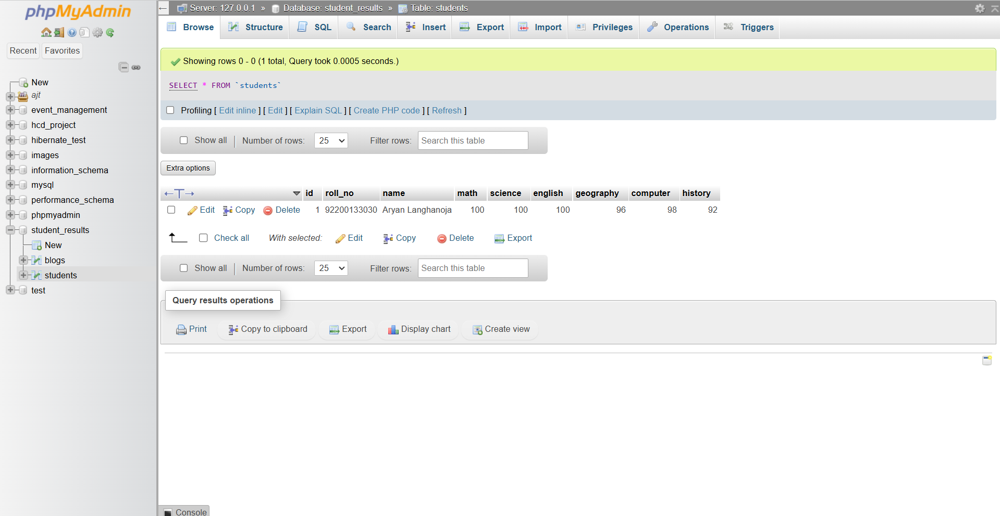 phpMyAdmin
Recent Favorites
New
ajt
event_management
hcd_project
hibernate_test
images
information_schema
mysql
performance_schema
phpmyadmin
student_results
New
blogs
students
test
Server: 127.0.0.1 » Database: student_results » Table: students
Browse Structure SQL Search Insert Export Import Privileges Operations Triggers
Showing rows 0 - 0 (1 total, Query took 0.0005 seconds.)
SELECT * FROM `students`
Profiling [ Edit inline ] [ Edit ] [ Explain SQL ] [ Create PHP code ] [ Refresh ]
Show all Number of rows: 25 Filter rows: Search this table
Extra options
←T→ id roll_no name math science english geography computer history
Edit Copy Delete 1 92200133030 Aryan Langhanoja 100 100 100 96 98 92
Check all With selected: Edit Copy Delete Export
Show all Number of rows: 25 Filter rows: Search this table
Query results operations
Print Copy to clipboard Export Display chart Create view
Console